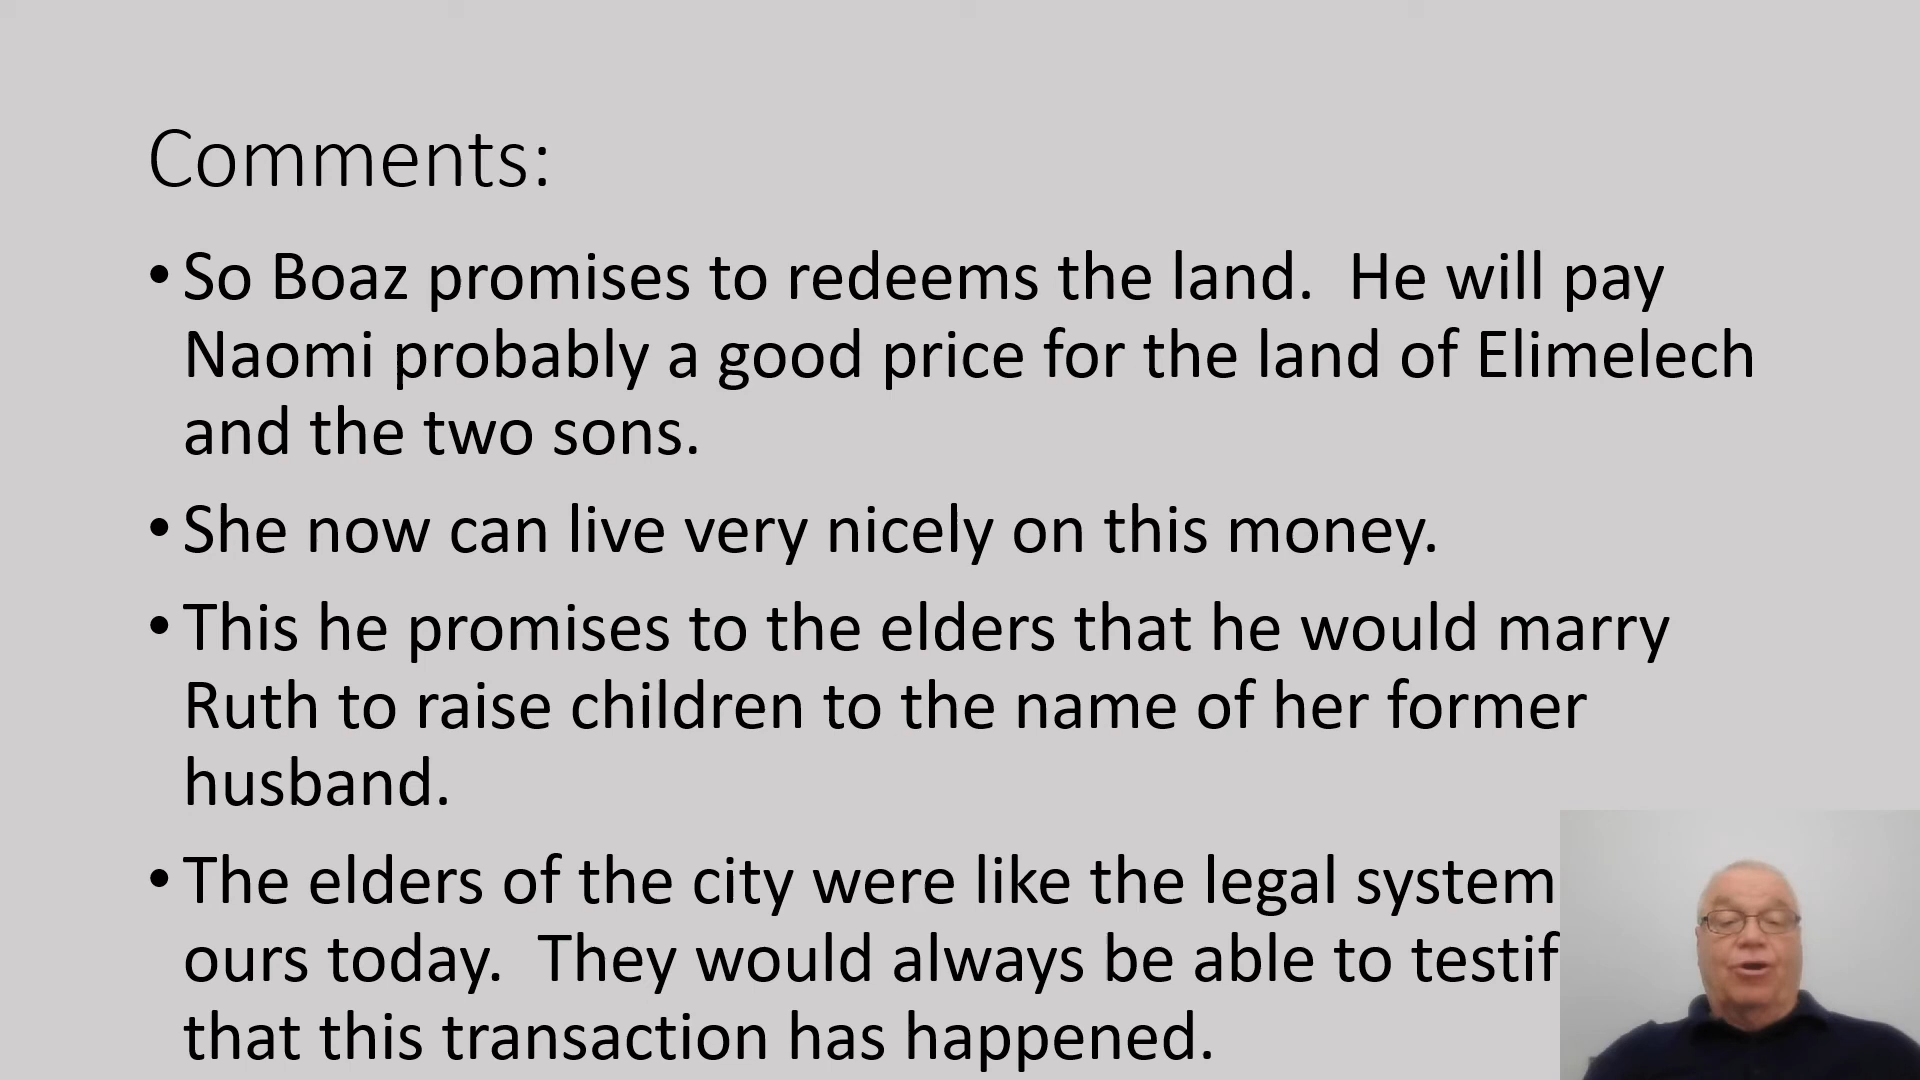 Comments:
• So Boaz promises to redeems the land. He will pay
Naomi probably a good price for the land of Elimelech
and the two sons.
• She now can live very nicely on this money.
• This he promises to the elders that he would marry
Ruth to raise children to the name of her former
husband.
• The elders of the city were like the legal system
ours today. They would always be able to testif
that this transaction has happened.